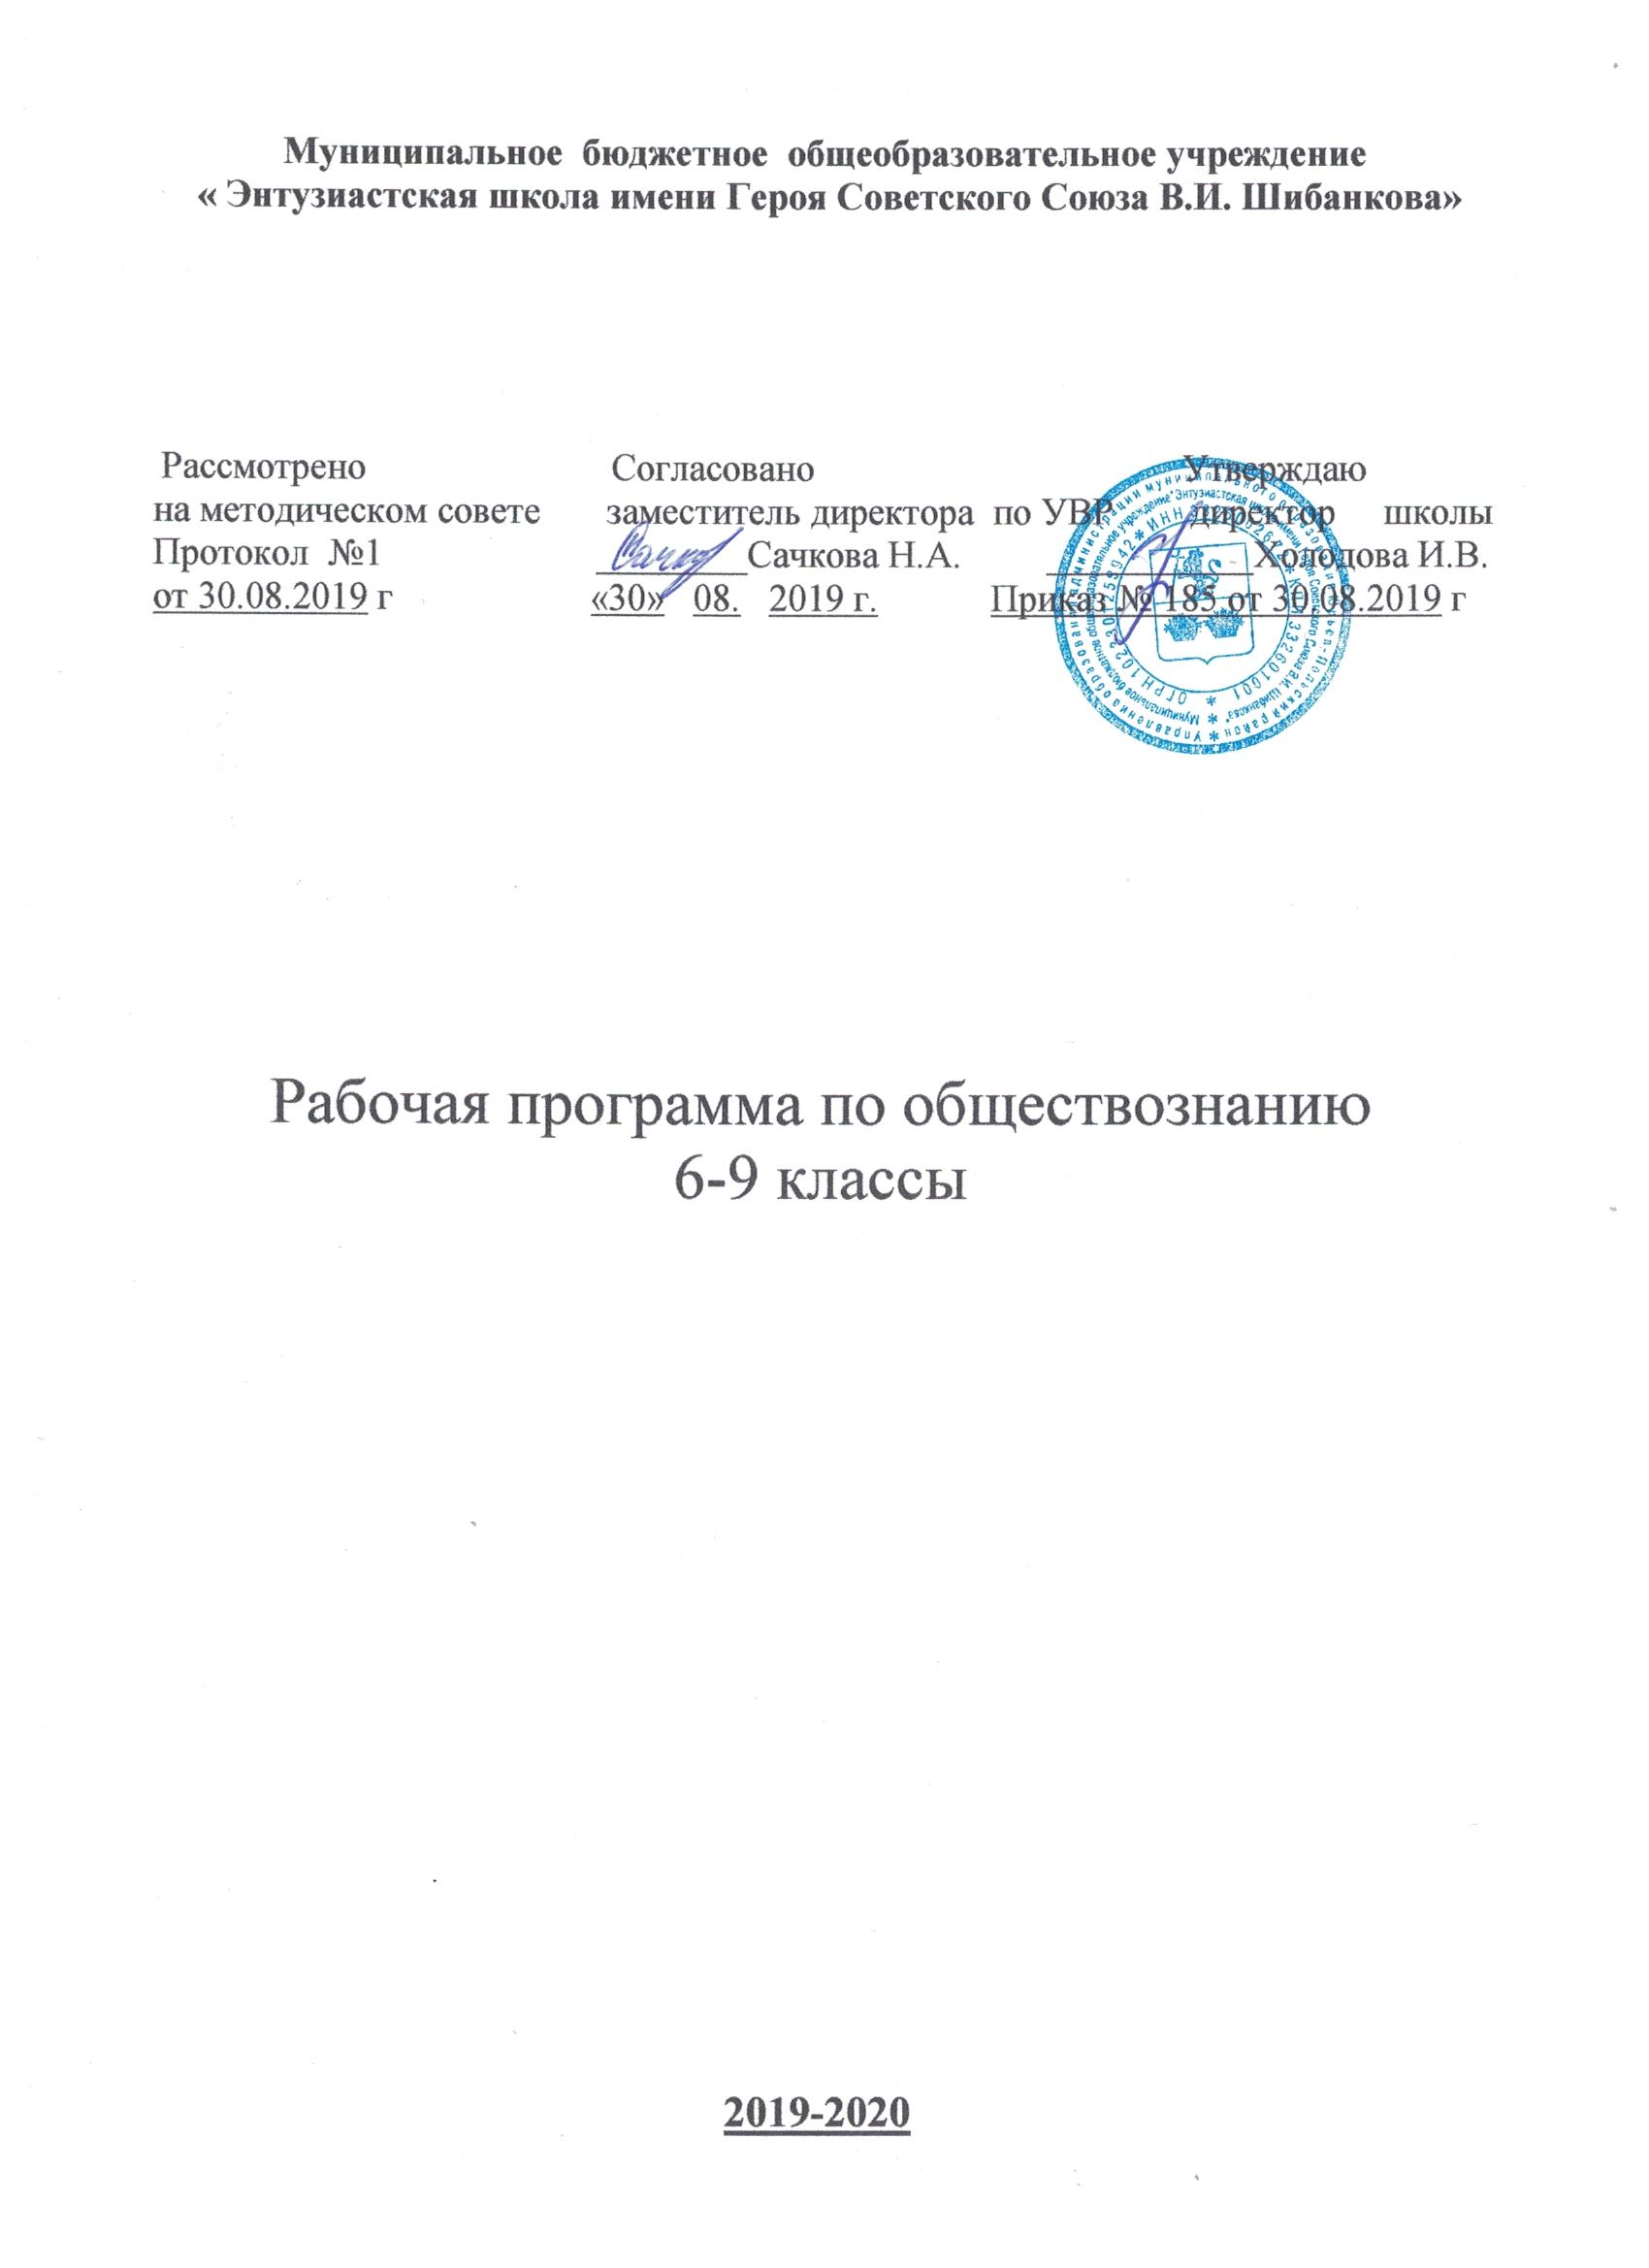 Муниципальное бюджетное общеобразовательное учреждение
« Энтузиастская школа имени Героя Советского Союза В.И. Шибанкова»
Рассмотрено Согласовано Утверждаю
на методическом совете заместитель директора по УВР директор школы
Протокол №1 Сачкова Н.А. Холодова И.В.
от 30.08.2019 г «30» 08. 2019 г. Приказ № 185 от 30.08.2019 г
Рабочая программа по обществознанию
6-9 классы
2019-2020